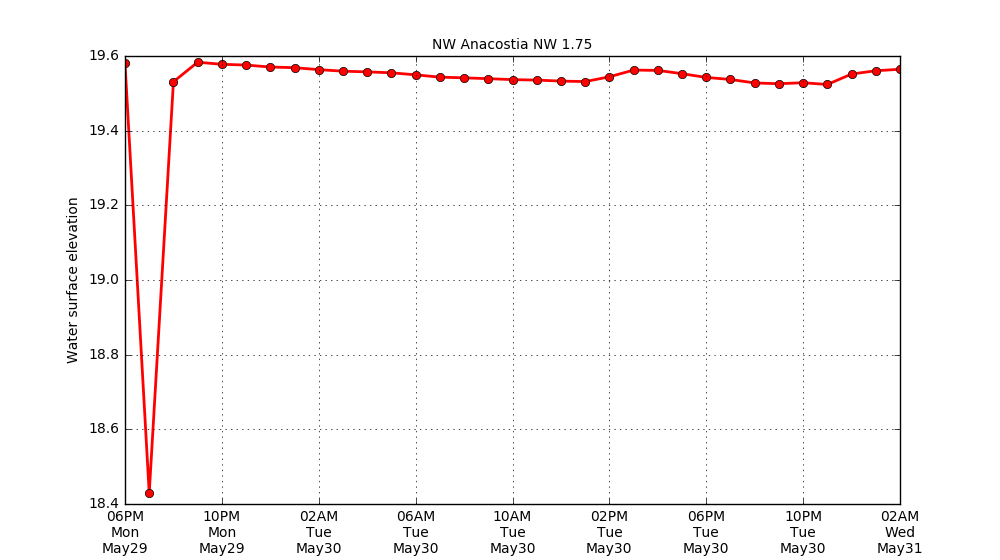 NW Anacostia NW 1.75
19.6
19.4
19.2
19.0
18.8
18.6
18.4
Water surface elevation
06PM 10PM 02AM 06AM 10AM 02PM 06PM 10PM 02AM
Mon Mon Tue Tue Tue Tue Tue Tue Wed
May29 May29 May30 May30 May30 May30 May30 May30 May31